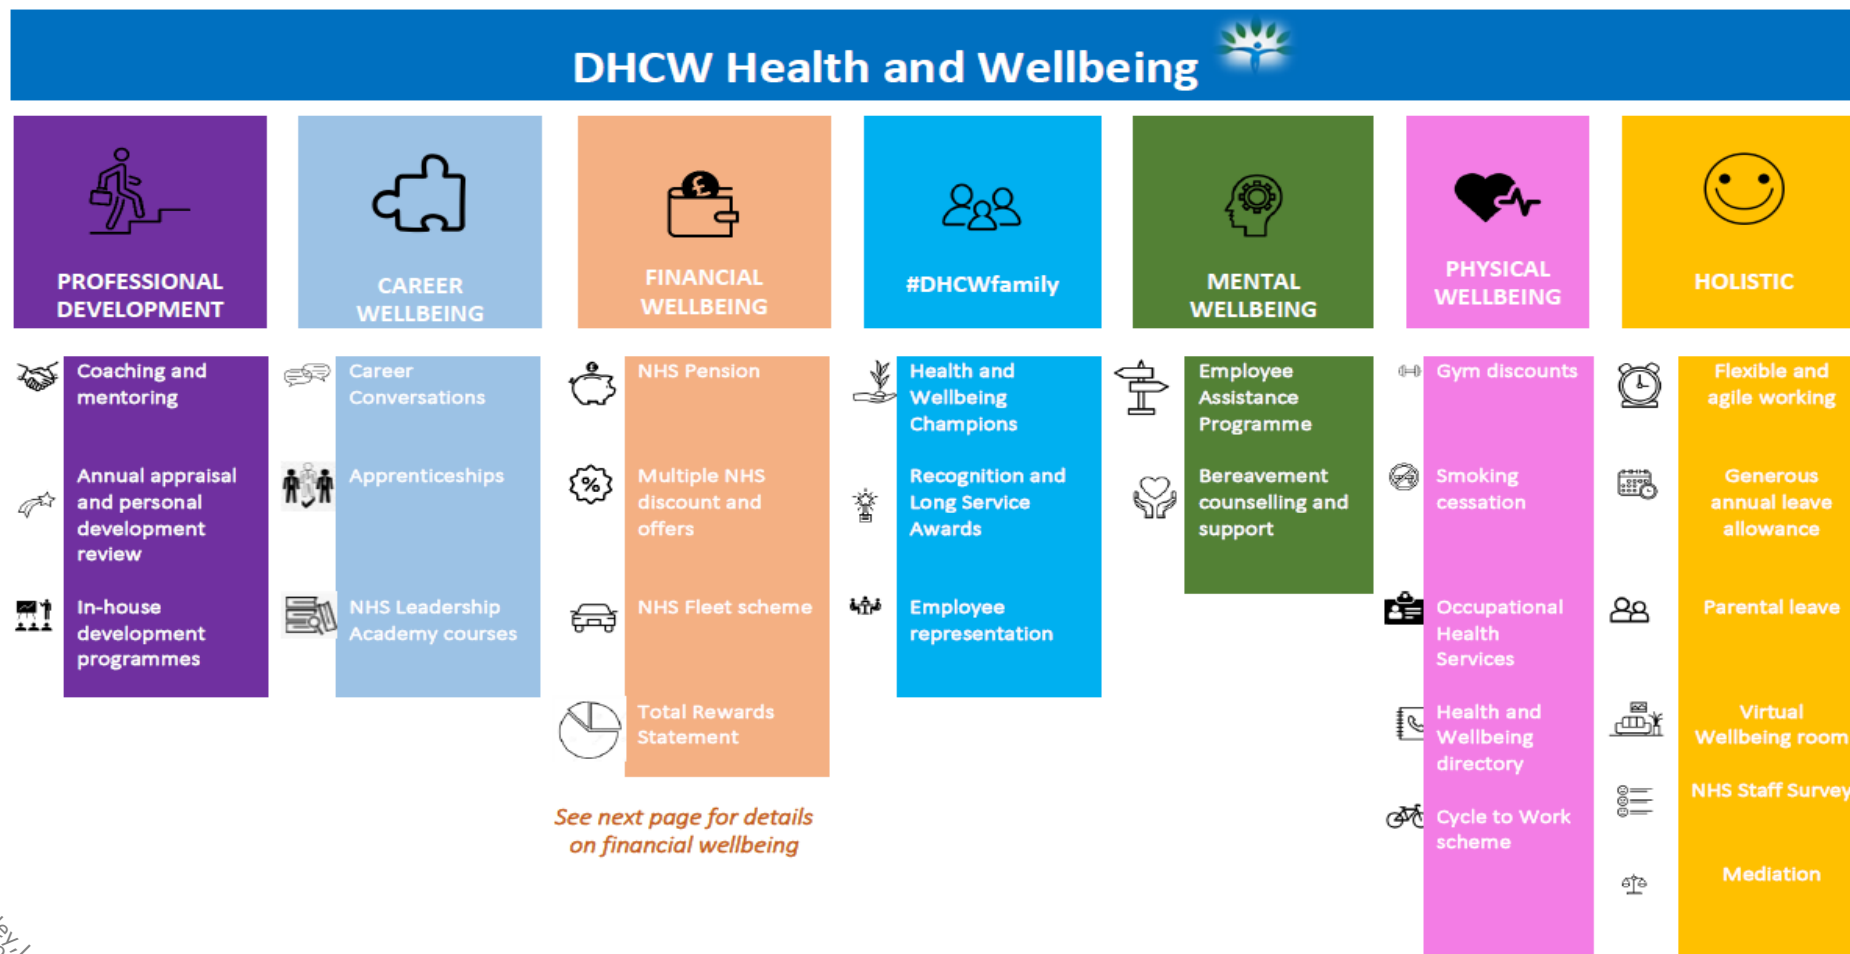 DHCW Health and Wellbeing
PROFESSIONAL
DEVELOPMENT
Coaching and
mentoring
Annual appraisal
and personal
development
review
In-house
development
programmes
CAREER
WELLBEING
Career
Conversations
Apprenticeships
NHS Leadership
Academy courses
FINANCIAL
WELLBEING
NHS Pension
Multiple NHS
discount and
offers
NHS Fleet scheme
Total Rewards
Statement
See next page for details
on financial wellbeing
#DHCWfamily
Health and
Wellbeing
Champions
Recognition and
Long Service
Awards
Employee
representation
MENTAL
WELLBEING
Employee
Assistance
Programme
Bereavement
counselling and
support
PHYSICAL
WELLBEING
Gym discounts
Smoking
cessation
Occupational
Health
Services
Health and
Wellbeing
directory
Cycle to Work
scheme
HOLISTIC
Flexible and
agile working
Generous
annual leave
allowance
Parental leave
Virtual
Wellbeing room
NHS Staff Survey
Mediation